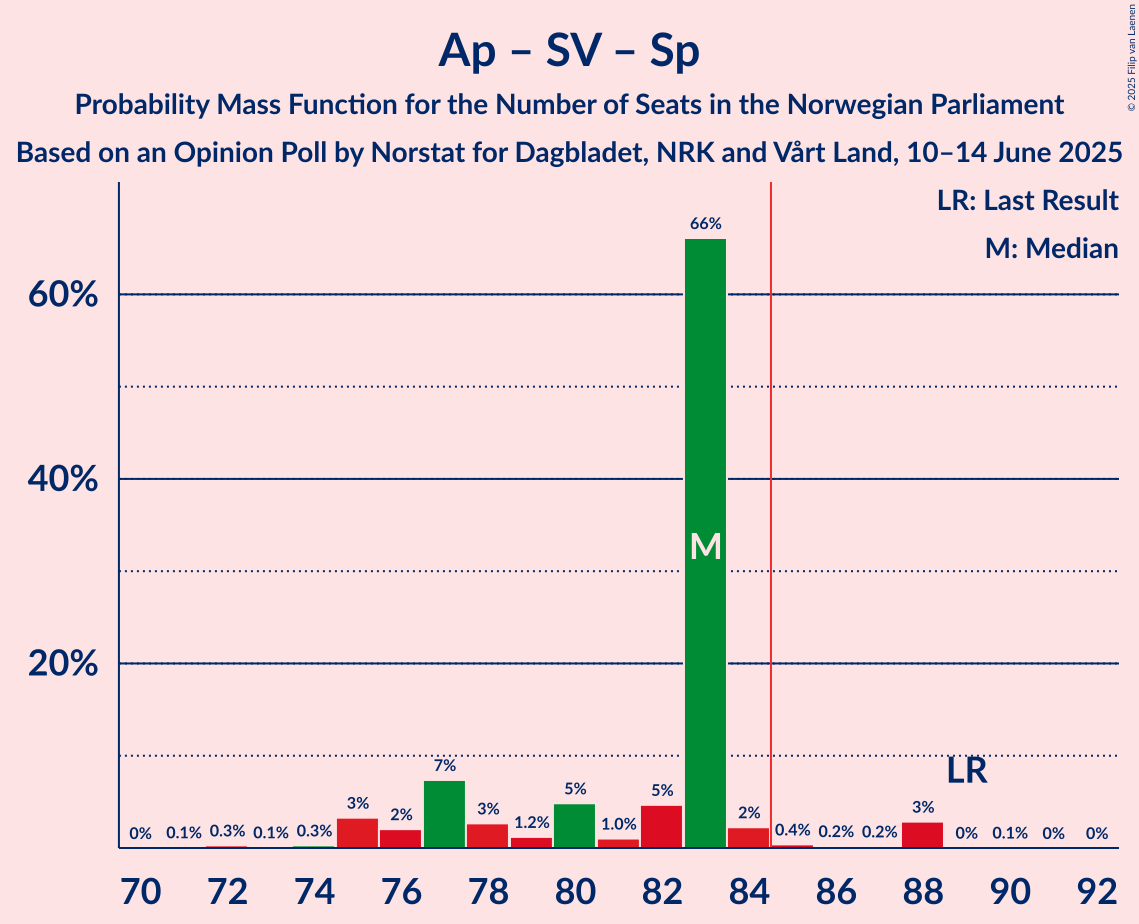 Ap – SV – Sp
Probability Mass Function for the Number of Seats in the Norwegian Parliament
Based on an Opinion Poll by Norstat for Dagbladet, NRK and Vårt Land, 10–14 June 2025
© 2025 Filip van Laenen
LR: Last Result
M: Median
66%
60%
M
40%
20%
LR
0% 0.1% 0.3% 0.1% 0.3% 3% 2% 7% 3% 1.2% 5% 1.0% 5% 2% 0.4% 0.2% 0.2% 3% 0% 0.1% 0% 0%
70 72 74 76 78 80 82 84 86 88 90 92